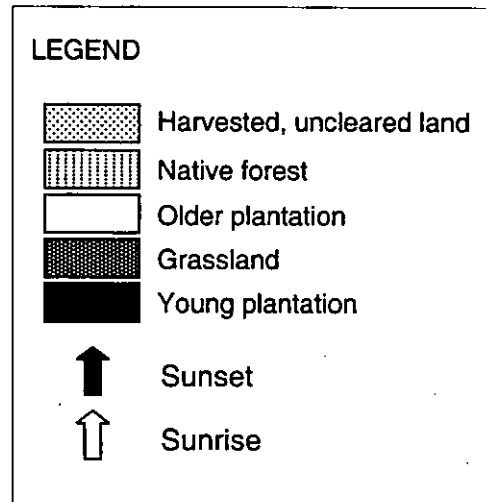 LEGEND
Harvested, uncleared land
Native forest
Older plantation
Grassland
Young plantation
Sunset
Sunrise